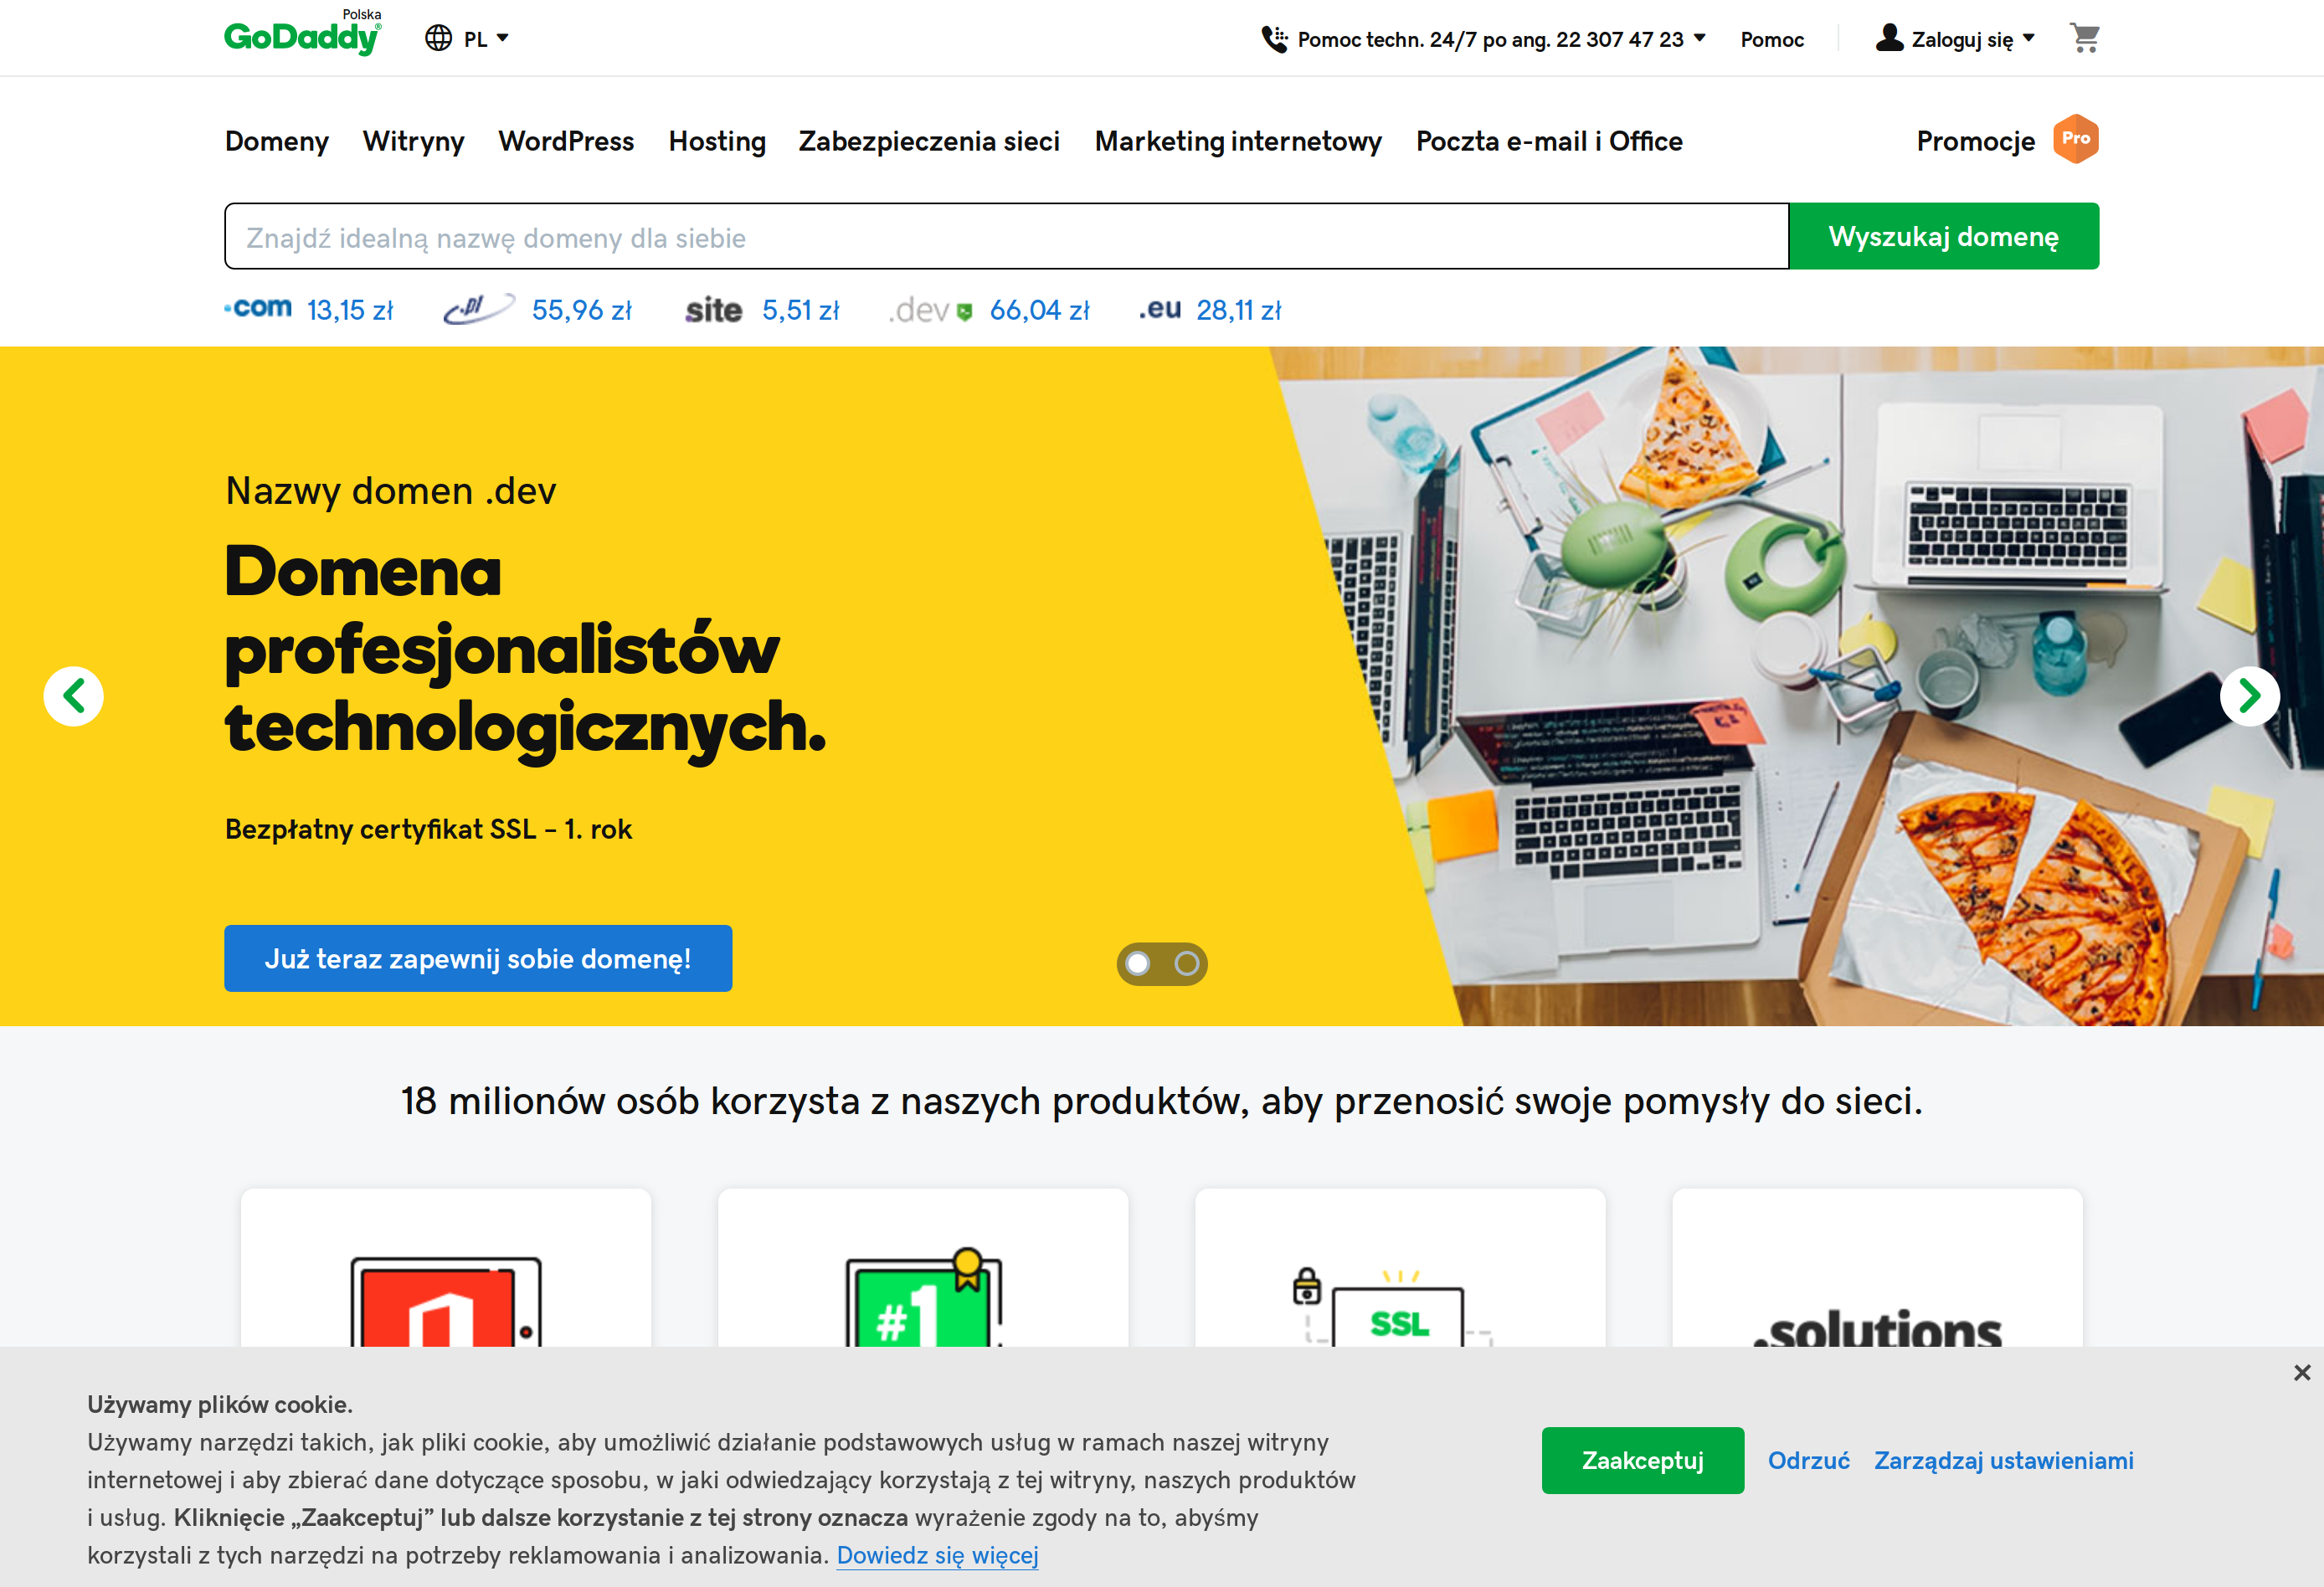 Polska
GoDaddy®
PL
Pomoc techn. 24/7 po ang. 22 307 47 23
Pomoc
Zaloguj się
Domeny Witryny WordPress Hosting Zabezpieczenia sieci Marketing internetowy Poczta e-mail i Office
Promocje
Pro
Znajdź idealną nazwę domeny dla siebie
Wyszukaj domenę
.com 13,15 zł
.pl 55,96 zł
.site 5,51 zł
.dev 66,04 zł
.eu 28,11 zł
Nazwy domen .dev
Domena
profesjonalistów
technologicznych.
Bezpłatny certyfikat SSL – 1. rok
Już teraz zapewnij sobie domenę!
18 milionów osób korzysta z naszych produktów, aby przenosić swoje pomysły do sieci.
#1
SSL
.solutions
Używamy plików cookie.
Używamy narzędzi takich, jak pliki cookie, aby umożliwić działanie podstawowych usług w ramach naszej witryny
internetowej i aby zbierać dane dotyczące sposobu, w jaki odwiedzający korzystają z tej witryny, naszych produktów
i usług. Kliknięcie „Zaakceptuj” lub dalsze korzystanie z tej strony oznacza wyrażenie zgody na to, abyśmy
korzystali z tych narzędzi na potrzeby reklamowania i analizowania. Dowiedz się więcej
Zaakceptuj
Odrzuć
Zarządzaj ustawieniami